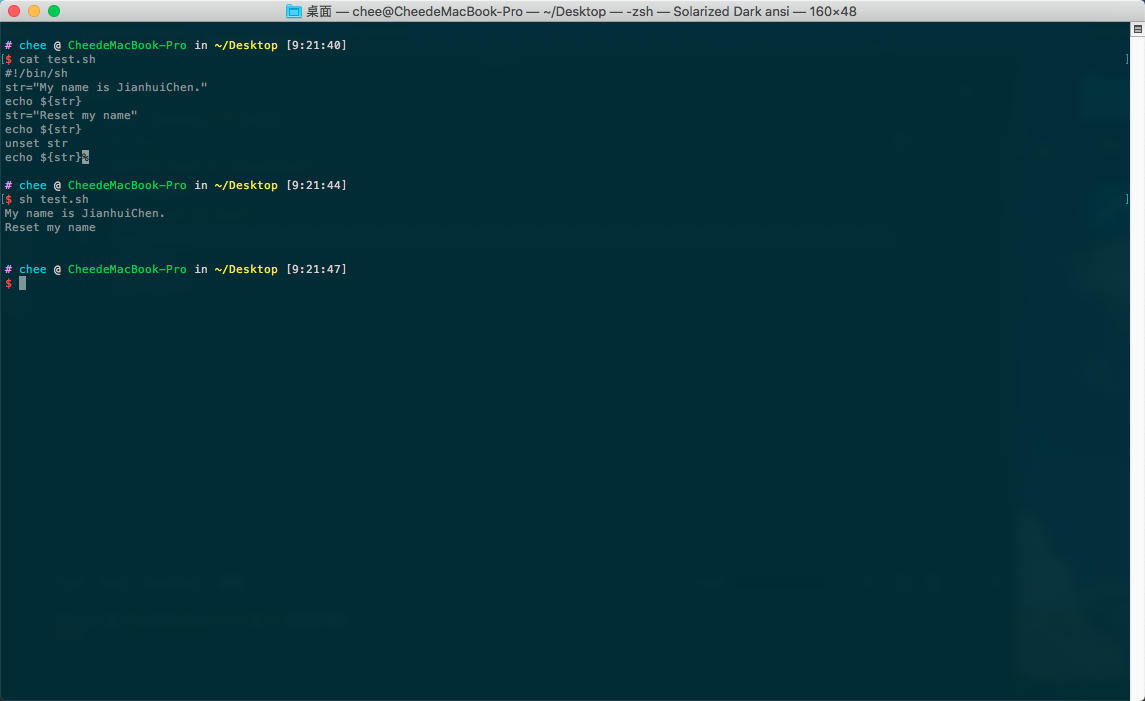 桌面 — chee@CheedeMacBook-Pro — ~/Desktop — -zsh — Solarized Dark ansi — 160×48
# chee @ CheedeMacBook-Pro in ~/Desktop [9:21:40]
[$ cat test.sh ]
#!/bin/sh
str="My name is JianhuiChen."
echo ${str}
str="Reset my name"
echo ${str}
unset str
echo ${str}%
# chee @ CheedeMacBook-Pro in ~/Desktop [9:21:44]
[$ sh test.sh ]
My name is JianhuiChen.
Reset my name
# chee @ CheedeMacBook-Pro in ~/Desktop [9:21:47]
$